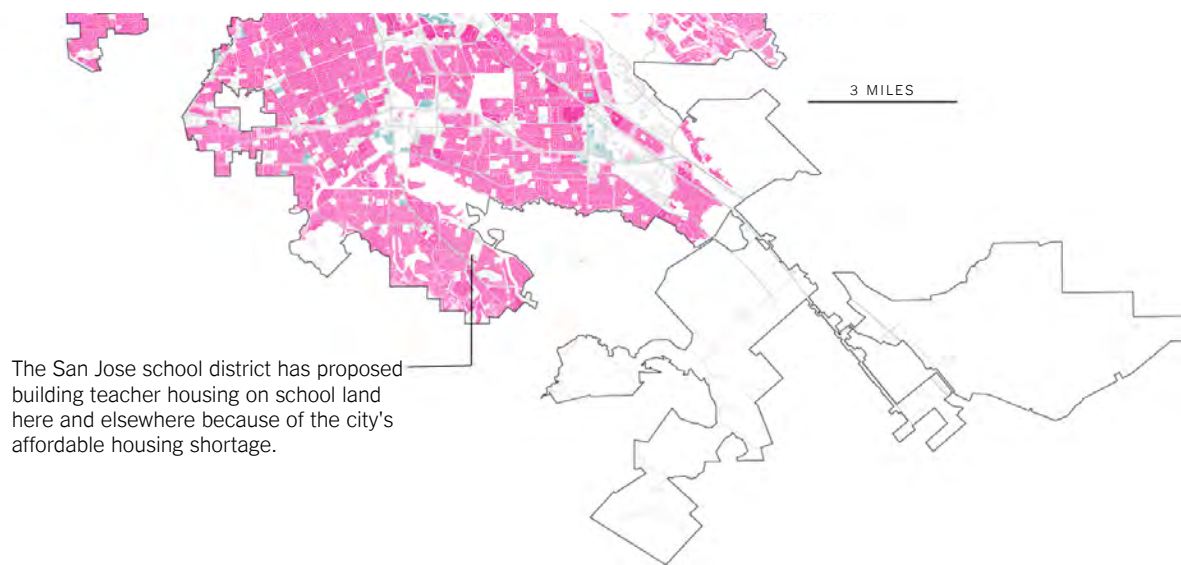 3 MILES
The San Jose school district has proposed
building teacher housing on school land
here and elsewhere because of the city's
affordable housing shortage.